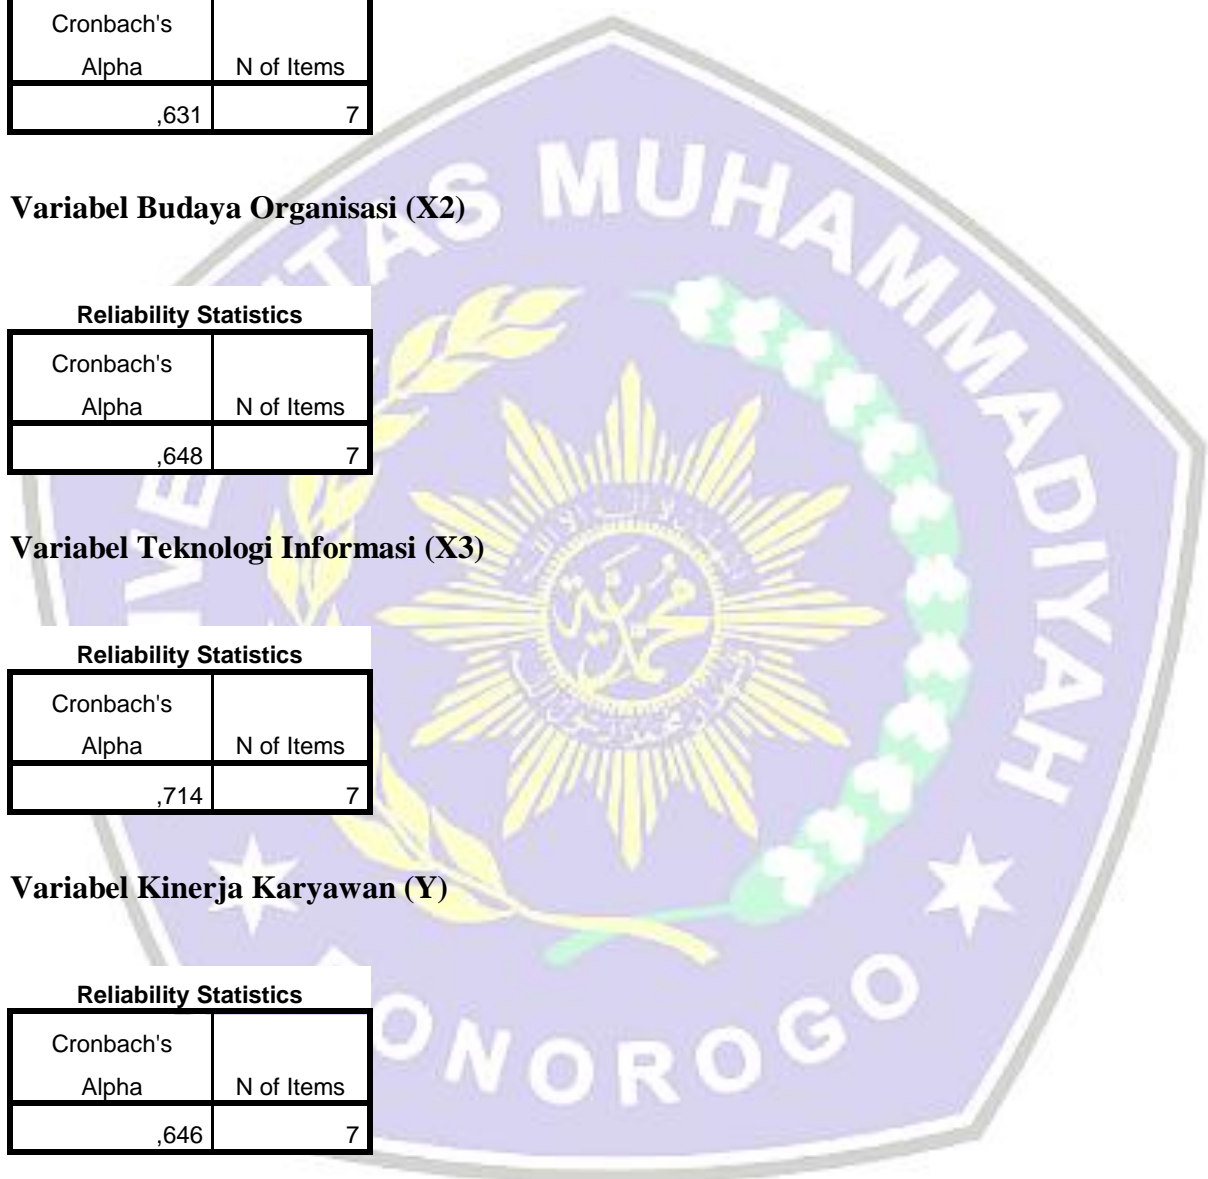 Cronbach's
Alpha N of Items
,631 7
Variabel Budaya Organisasi (X2)
Reliability Statistics
Cronbach's
Alpha N of Items
,648 7
Variabel Teknologi Informasi (X3)
Reliability Statistics
Cronbach's
Alpha N of Items
,714 7
Variabel Kinerja Karyawan (Y)
Reliability Statistics
Cronbach's
Alpha N of Items
,646 7
TAS MUHAMMADIYAH
ONOROGO
محمدية